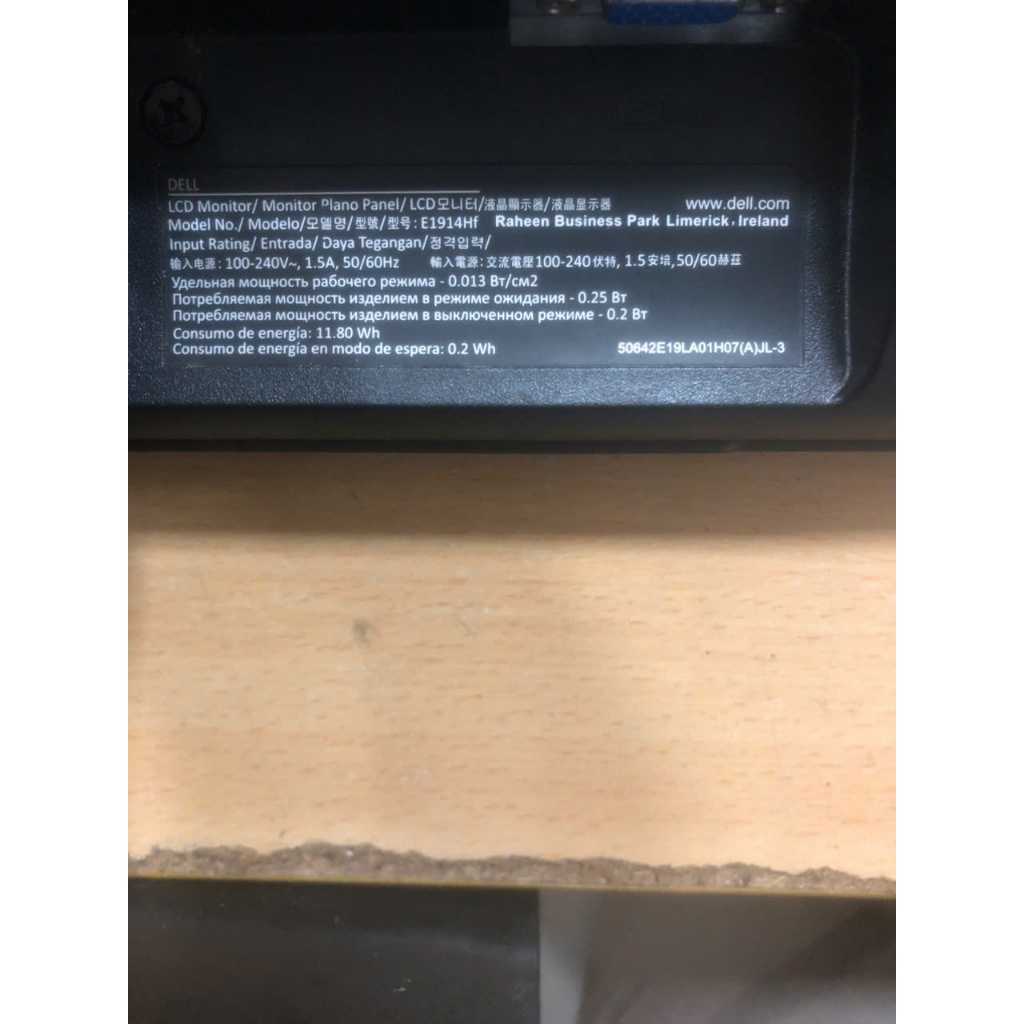 DELL
LCD Monitor/ Monitor Plano Panel/ LCD모니터/液晶顯示器/液晶显示器 www.dell.com
Model No./ Modelo/모델명/型號/型号: E1914Hf Raheen Business Park Limerick, Ireland
Input Rating/ Entrada/ Daya Tegangan/정격입력/
输入电源: 100-240V~, 1.5A, 50/60Hz 輸入電源: 交流電壓100-240伏特, 1.5安培,50/60赫茲
Удельная мощность рабочего режима - 0.013 Вт/см2
Потребляемая мощность изделием в режиме ожидания - 0.25 Вт
Потребляемая мощность изделием в выключенном режиме - 0.2 Вт
Consumo de energía: 11.80 Wh
Consumo de energía en modo de espera: 0.2 Wh 50642E19LA01H07(A)JL-3